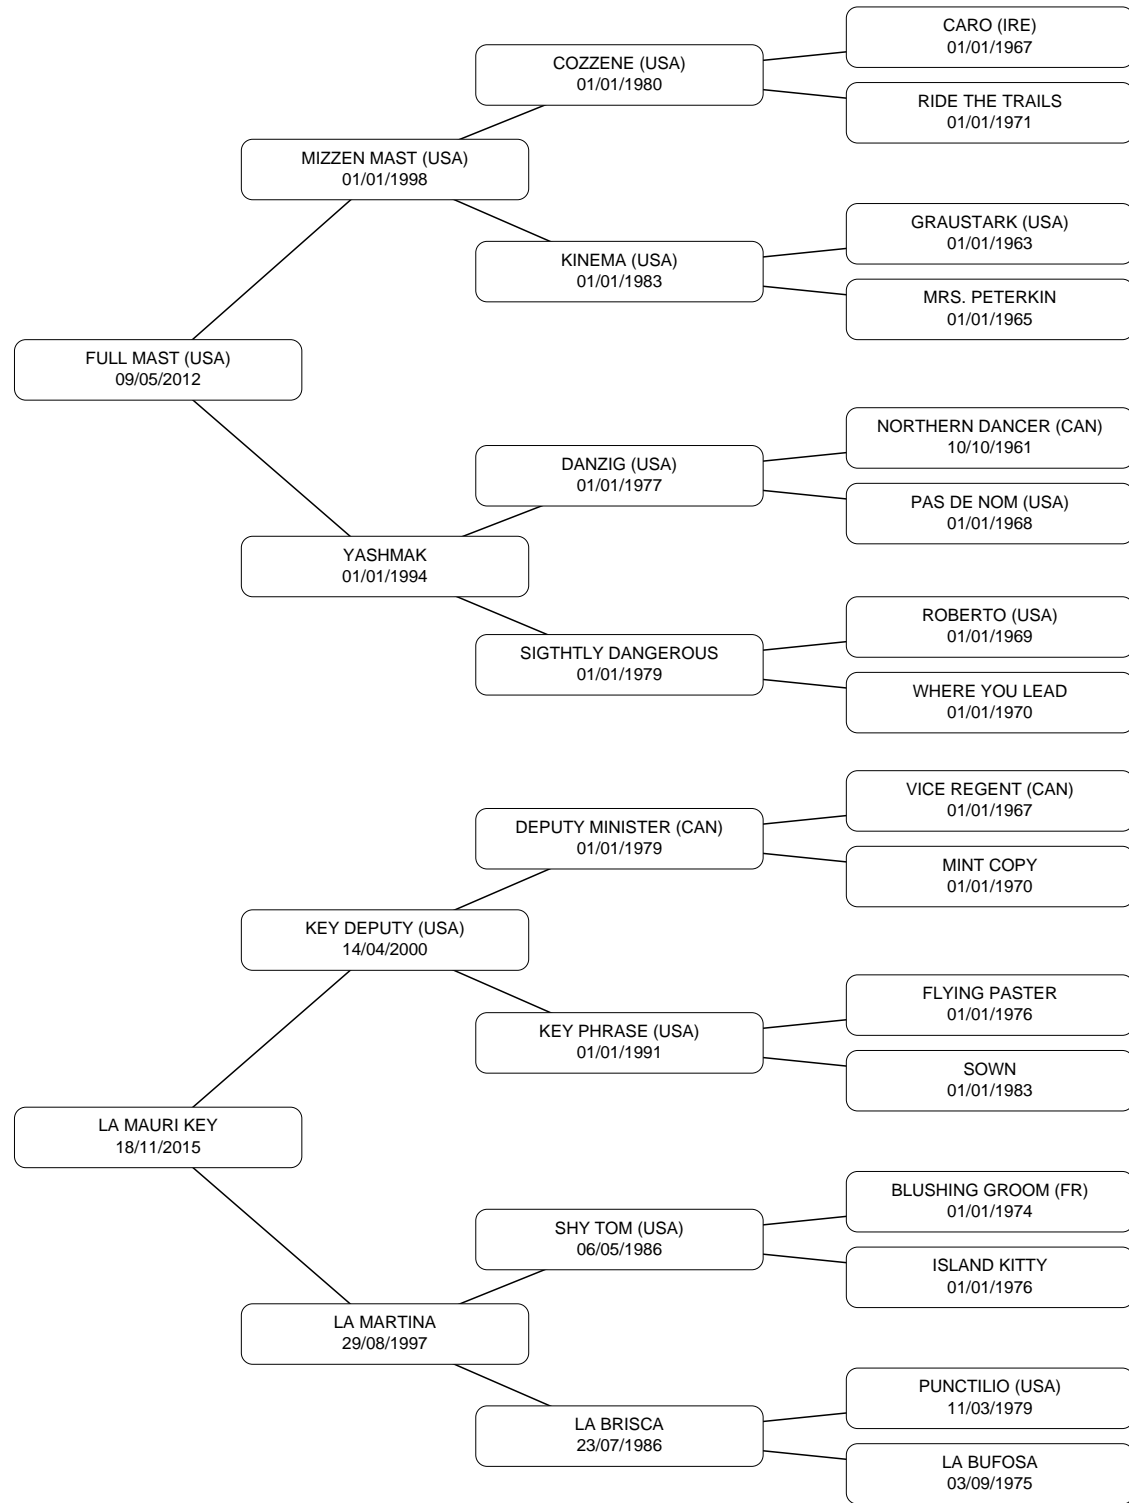 CARO (IRE)
01/01/1967
COZZENE (USA)
01/01/1980
RIDE THE TRAILS
01/01/1971
MIZZEN MAST (USA)
01/01/1998
GRAUSTARK (USA)
01/01/1963
KINEMA (USA)
01/01/1983
MRS. PETERKIN
01/01/1965
FULL MAST (USA)
09/05/2012
NORTHERN DANCER (CAN)
10/10/1961
DANZIG (USA)
01/01/1977
PAS DE NOM (USA)
01/01/1968
YASHMAK
01/01/1994
ROBERTO (USA)
01/01/1969
SIGTHTLY DANGEROUS
01/01/1979
WHERE YOU LEAD
01/01/1970
VICE REGENT (CAN)
01/01/1967
DEPUTY MINISTER (CAN)
01/01/1979
MINT COPY
01/01/1970
KEY DEPUTY (USA)
14/04/2000
FLYING PASTER
01/01/1976
KEY PHRASE (USA)
01/01/1991
SOWN
01/01/1983
LA MAURI KEY
18/11/2015
BLUSHING GROOM (FR)
01/01/1974
SHY TOM (USA)
06/05/1986
ISLAND KITTY
01/01/1976
LA MARTINA
29/08/1997
PUNCTILIO (USA)
11/03/1979
LA BRISCA
23/07/1986
LA BUFOSA
03/09/1975